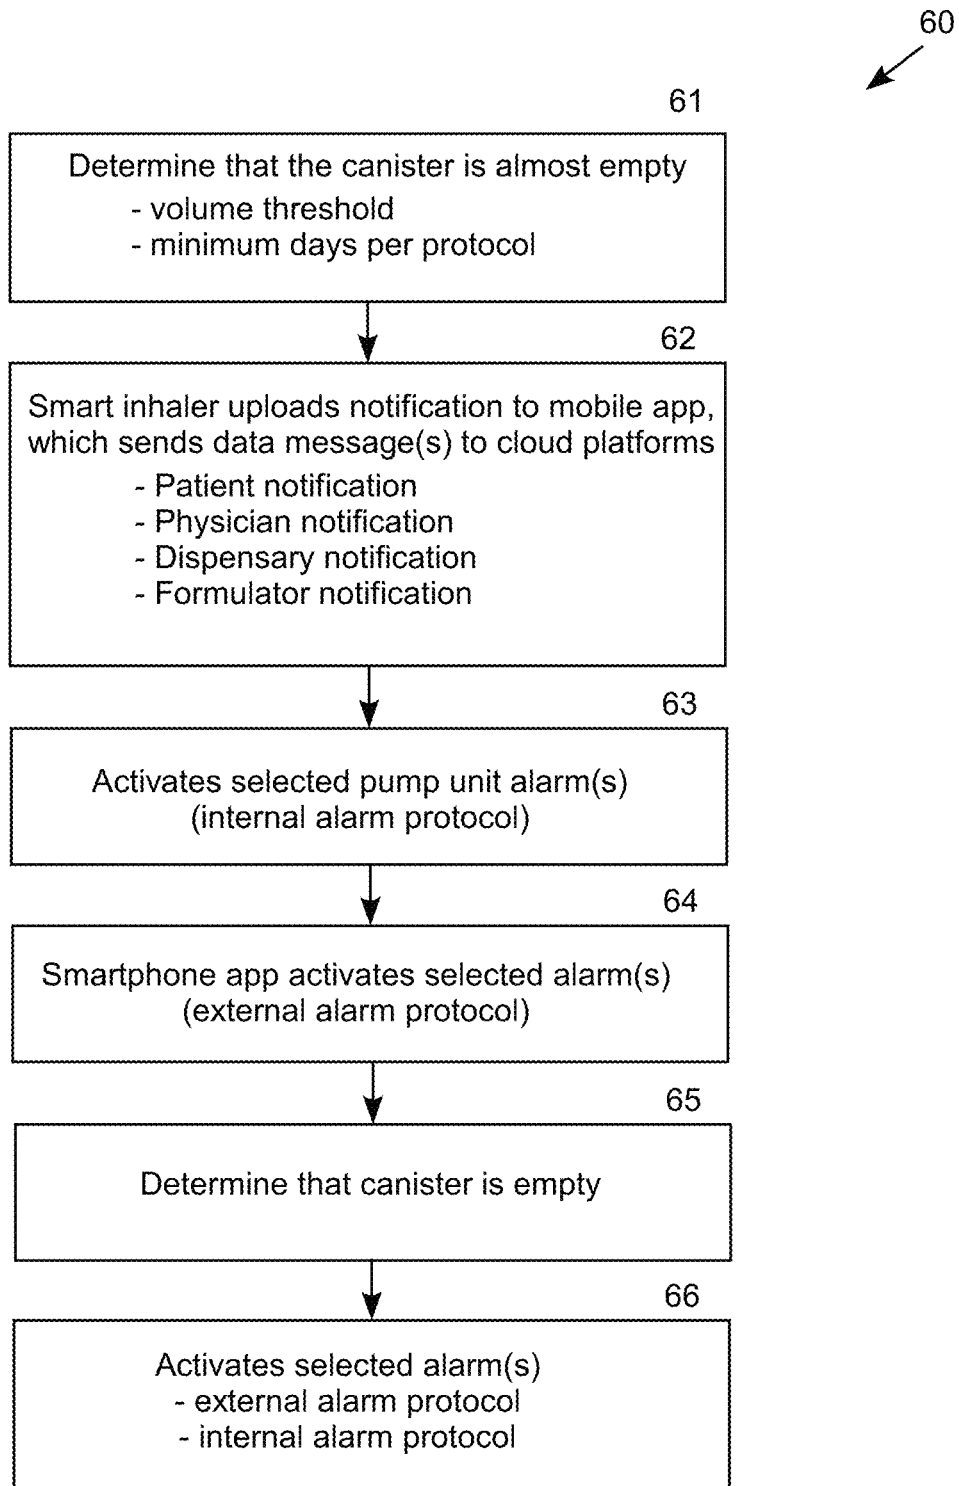 60
61
Determine that the canister is almost empty
- volume threshold
- minimum days per protocol
62
Smart inhaler uploads notification to mobile app,
which sends data message(s) to cloud platforms
- Patient notification
- Physician notification
- Dispensary notification
- Formulator notification
63
Activates selected pump unit alarm(s)
(internal alarm protocol)
64
Smartphone app activates selected alarm(s)
(external alarm protocol)
65
Determine that canister is empty
66
Activates selected alarm(s)
- external alarm protocol
- internal alarm protocol